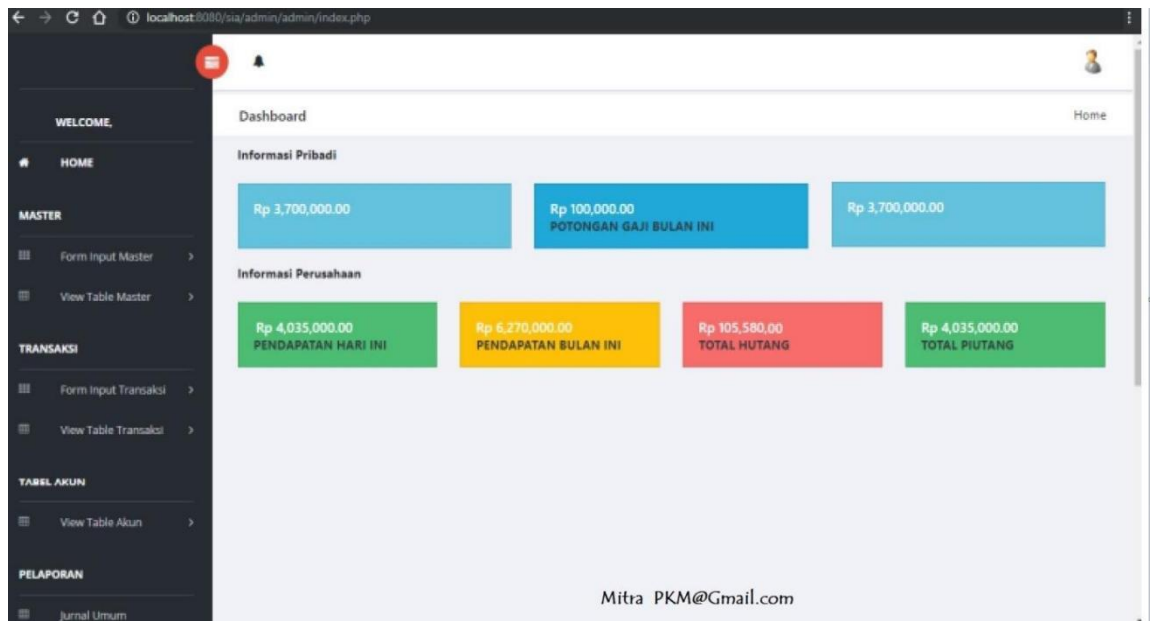 localhost:8080/sia/admin/admin/index.php
WELCOME,
HOME
MASTER
Form Input Master
View Table Master
TRANSAKSI
Form Input Transaksi
View Table Transaksi
TABEL AKUN
View Table Akun
PELAPORAN
Jurnal Umum
Dashboard
Home
Informasi Pribadi
Rp 3,700,000.00
Rp 100,000.00
POTONGAN GAJI BULAN INI
Rp 3,700,000.00
Informasi Perusahaan
Rp 4,035,000.00
PENDAPATAN HARI INI
Rp 6,270,000.00
PENDAPATAN BULAN INI
Rp 105,580,00
TOTAL HUTANG
Rp 4,035,000.00
TOTAL PIUTANG
Mitra PKM@Gmail.com